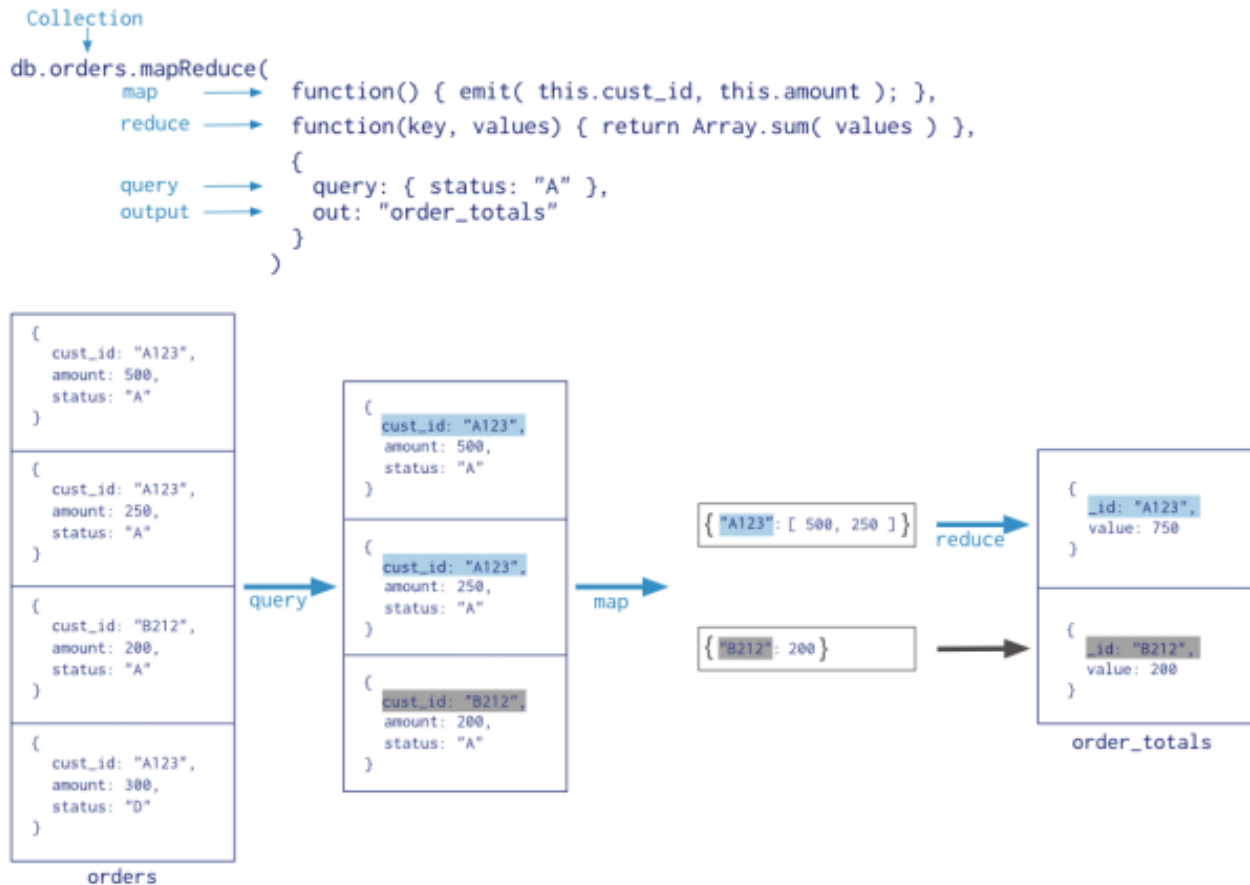 Collection
db.orders.mapReduce(
map function() { emit( this.cust_id, this.amount ); },
reduce function(key, values) { return Array.sum( values ) },
{
query query: { status: "A" },
output out: "order_totals"
}
)
{
cust_id: "A123",
amount: 500,
status: "A"
}
{
cust_id: "A123",
amount: 250,
status: "A"
}
{
cust_id: "B212",
amount: 200,
status: "A"
}
{
cust_id: "A123",
amount: 300,
status: "D"
}
orders
query
{
cust_id: "A123",
amount: 500,
status: "A"
}
{
cust_id: "A123",
amount: 250,
status: "A"
}
{
cust_id: "B212",
amount: 200,
status: "A"
}
map
{ "A123": [ 500, 250 ] }
{ "B212": 200 }
reduce
{
_id: "A123",
value: 750
}
{
_id: "B212",
value: 200
}
order_totals